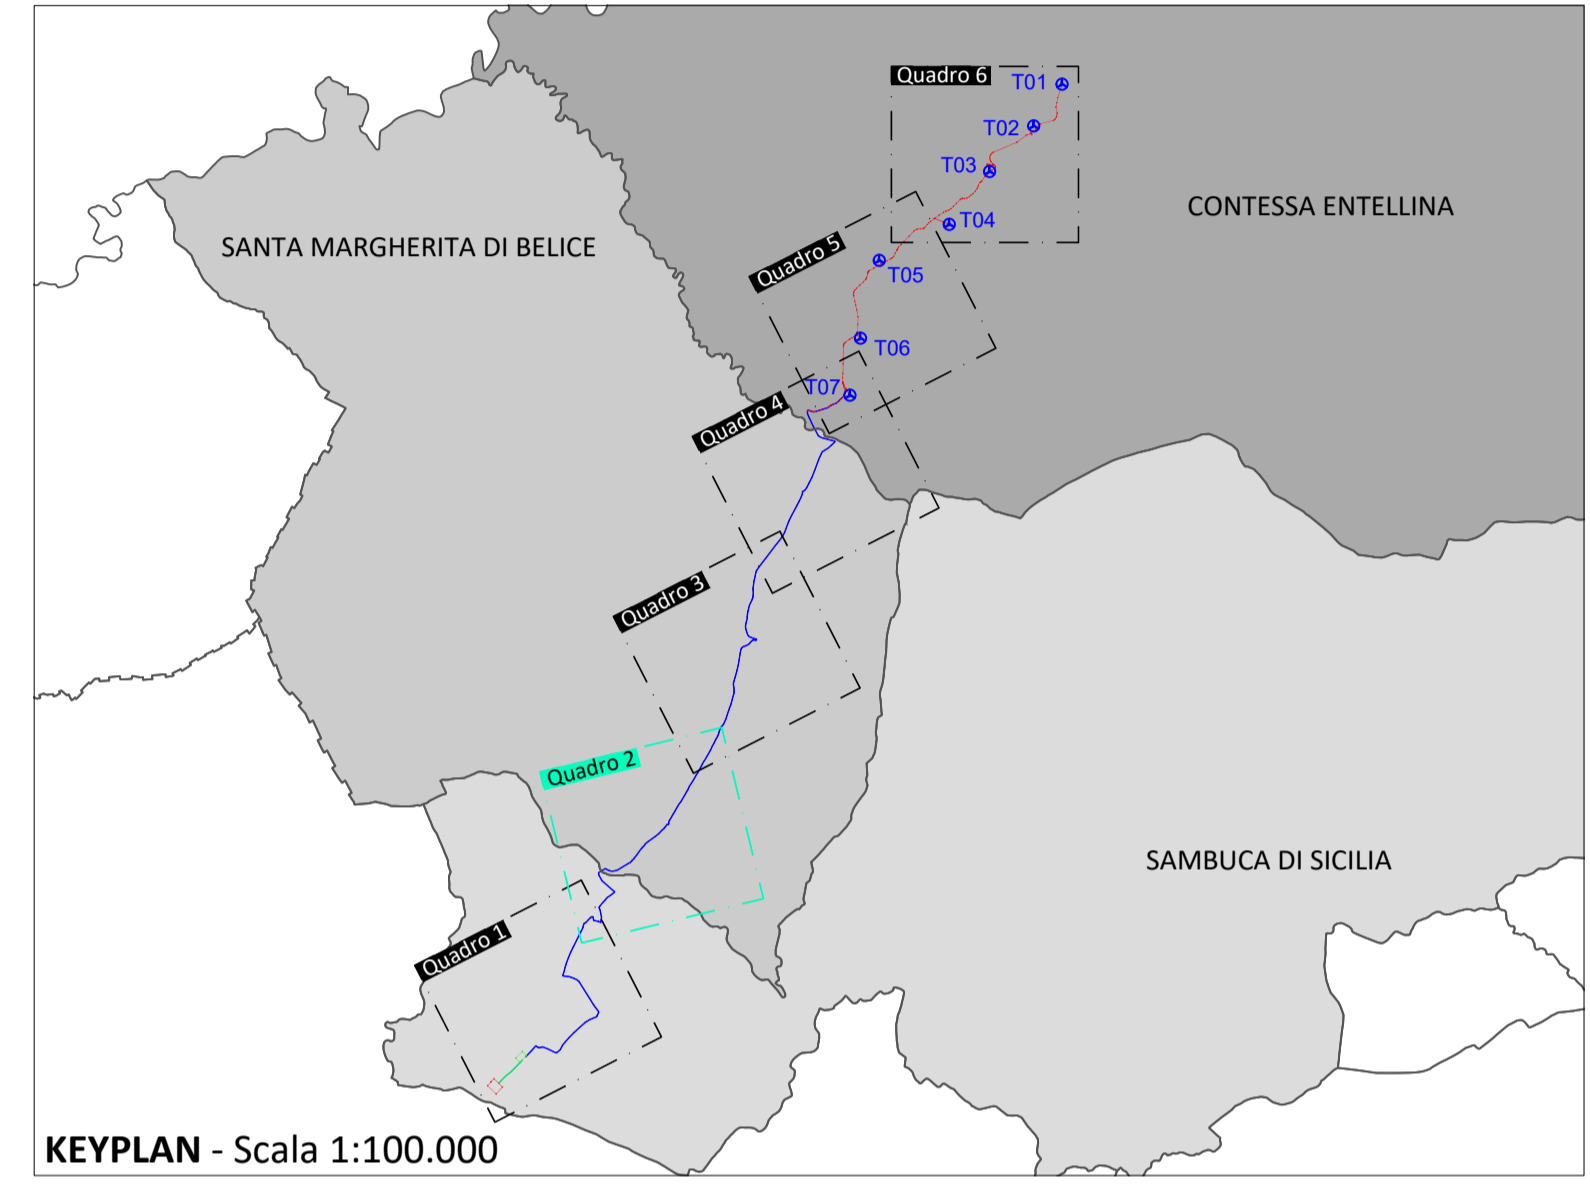 Quadro 6
T01
T02
T03
T04
CONTESSA ENTELLINA
SANTA MARGHERITA DI BELICE
Quadro 5
T05
T06
T07
Quadro 4
Quadro 3
Quadro 2
SAMBUCA DI SICILIA
Quadro 1
KEYPLAN - Scala 1:100.000